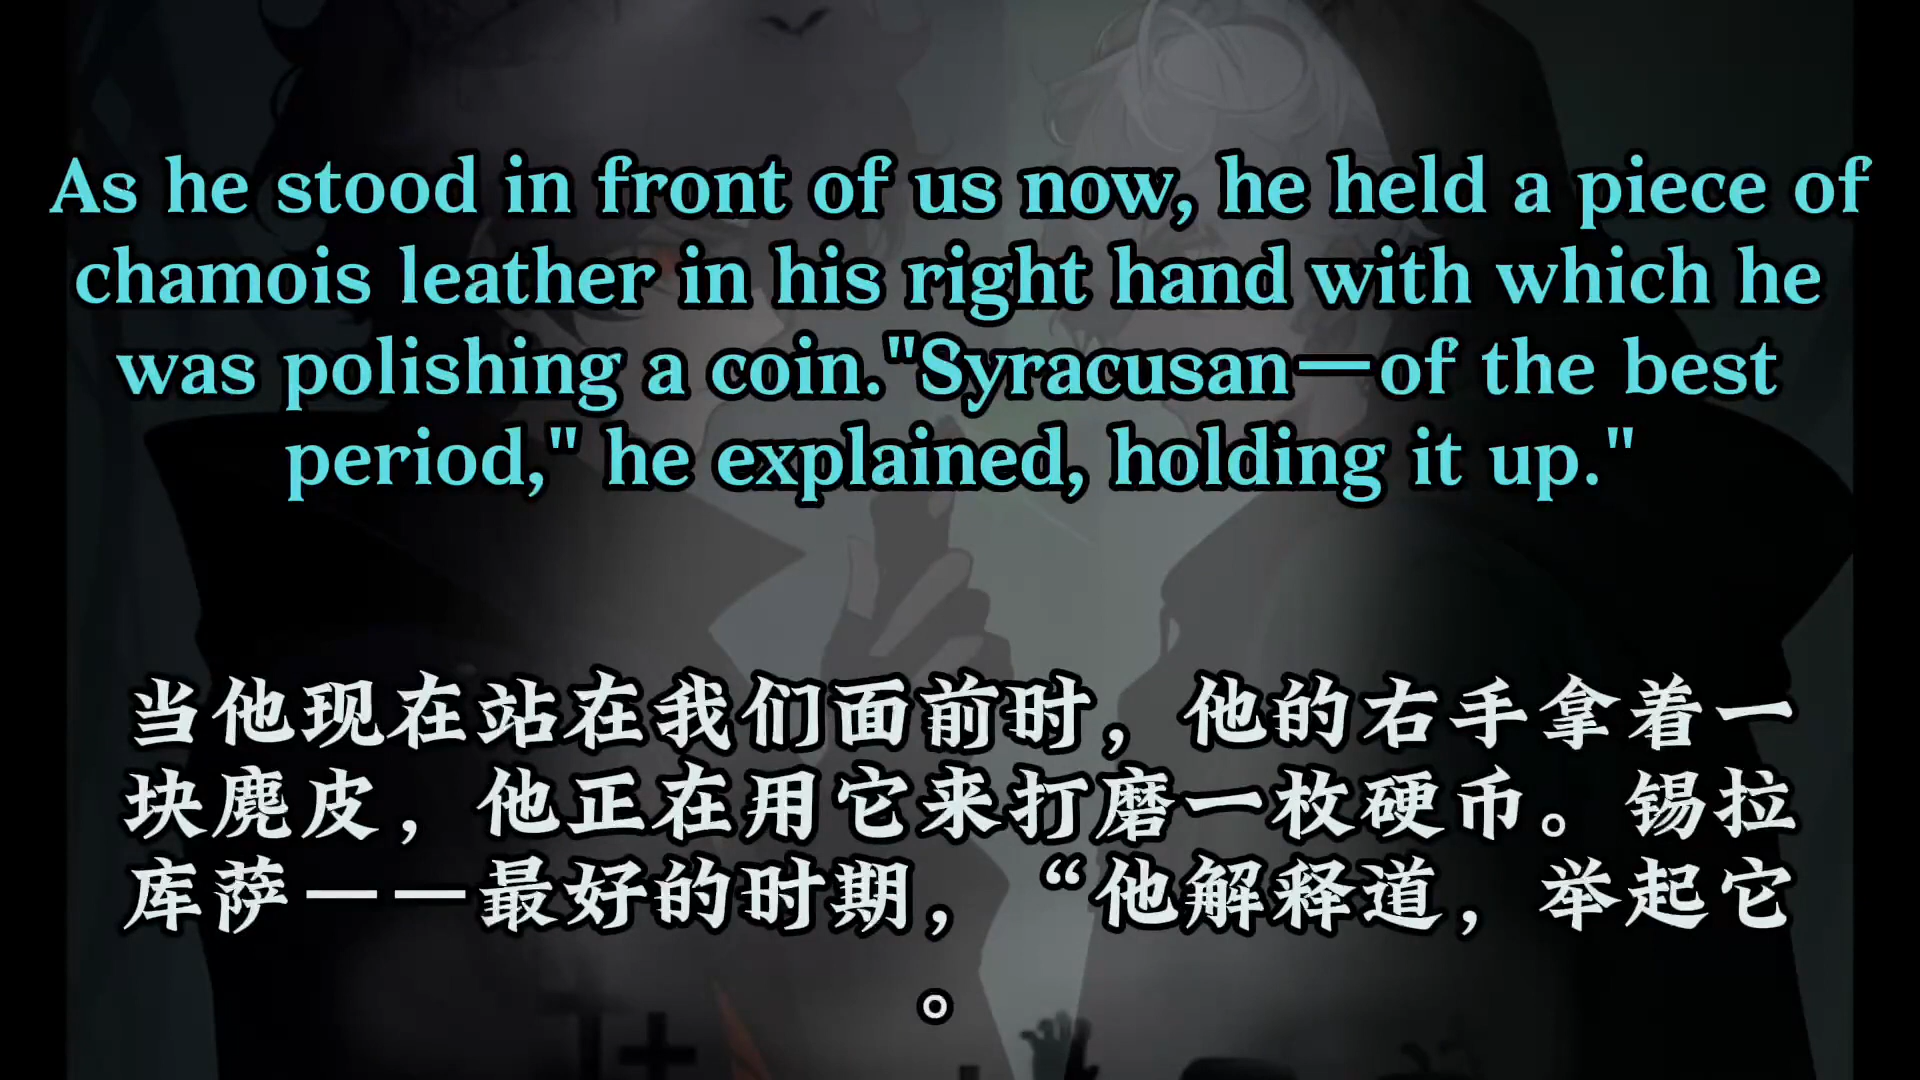 As he stood in front of us now, he held a piece of
chamois leather in his right hand with which he
was polishing a coin."Syracusan—of the best
period," he explained, holding it up."
当他现在站在我们面前时，他的右手拿着一
块麂皮，他正在用它来打磨一枚硬币。锡拉
库萨——最好的时期，“他解释道，举起它
。